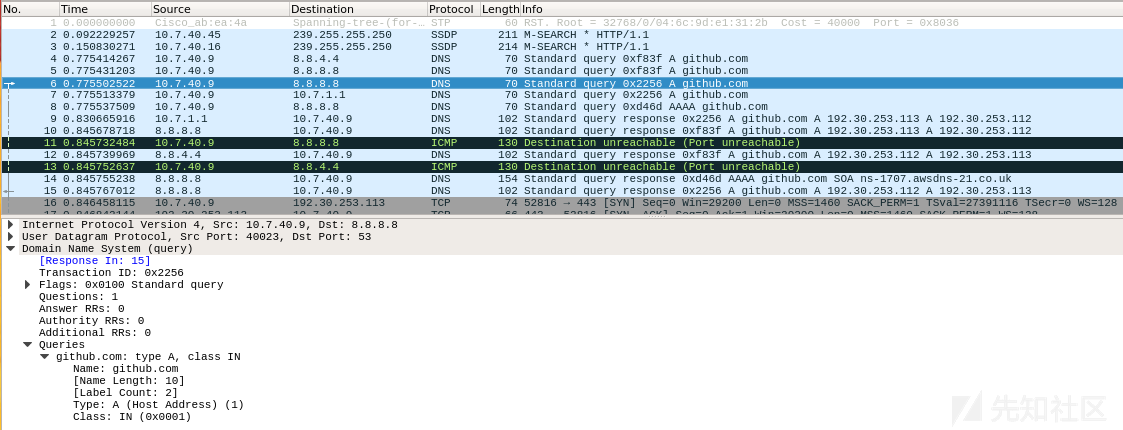 No. Time Source Destination Protocol Length Info
1 0.000000000 Cisco_ab:ea:4a Spanning-tree-(for-… STP 60 RST. Root = 32768/0/04:6c:9d:e1:31:2b Cost = 40000 Port = 0x8036
2 0.092229257 10.7.40.45 239.255.255.250 SSDP 211 M-SEARCH * HTTP/1.1
3 0.150830271 10.7.40.16 239.255.255.250 SSDP 214 M-SEARCH * HTTP/1.1
4 0.775414267 10.7.40.9 8.8.4.4 DNS 70 Standard query 0xf83f A github.com
5 0.775431203 10.7.40.9 8.8.8.8 DNS 70 Standard query 0xf83f A github.com
6 0.775502522 10.7.40.9 8.8.8.8 DNS 70 Standard query 0x2256 A github.com
7 0.775513379 10.7.40.9 10.7.1.1 DNS 70 Standard query 0x2256 A github.com
8 0.775537509 10.7.40.9 8.8.8.8 DNS 70 Standard query 0xd46d AAAA github.com
9 0.830665916 10.7.1.1 10.7.40.9 DNS 102 Standard query response 0x2256 A github.com A 192.30.253.113 A 192.30.253.112
10 0.845678718 8.8.8.8 10.7.40.9 DNS 102 Standard query response 0xf83f A github.com A 192.30.253.113 A 192.30.253.112
11 0.845732484 10.7.40.9 8.8.8.8 ICMP 130 Destination unreachable (Port unreachable)
12 0.845739969 8.8.4.4 10.7.40.9 DNS 102 Standard query response 0xf83f A github.com A 192.30.253.112 A 192.30.253.113
13 0.845752637 10.7.40.9 8.8.4.4 ICMP 130 Destination unreachable (Port unreachable)
14 0.845755238 8.8.8.8 10.7.40.9 DNS 154 Standard query response 0xd46d AAAA github.com SOA ns-1707.awsdns-21.co.uk
15 0.845767012 8.8.8.8 10.7.40.9 DNS 102 Standard query response 0x2256 A github.com A 192.30.253.112 A 192.30.253.113
16 0.846458115 10.7.40.9 192.30.253.113 TCP 74 52816 → 443 [SYN] Seq=0 Win=29200 Len=0 MSS=1460 SACK_PERM=1 TSval=27391116 TSecr=0 WS=128
Internet Protocol Version 4, Src: 10.7.40.9, Dst: 8.8.8.8
User Datagram Protocol, Src Port: 40023, Dst Port: 53
Domain Name System (query)
[Response In: 15]
Transaction ID: 0x2256
Flags: 0x0100 Standard query
Questions: 1
Answer RRs: 0
Authority RRs: 0
Additional RRs: 0
Queries
github.com: type A, class IN
Name: github.com
[Name Length: 10]
[Label Count: 2]
Type: A (Host Address) (1)
Class: IN (0x0001)
先知社区